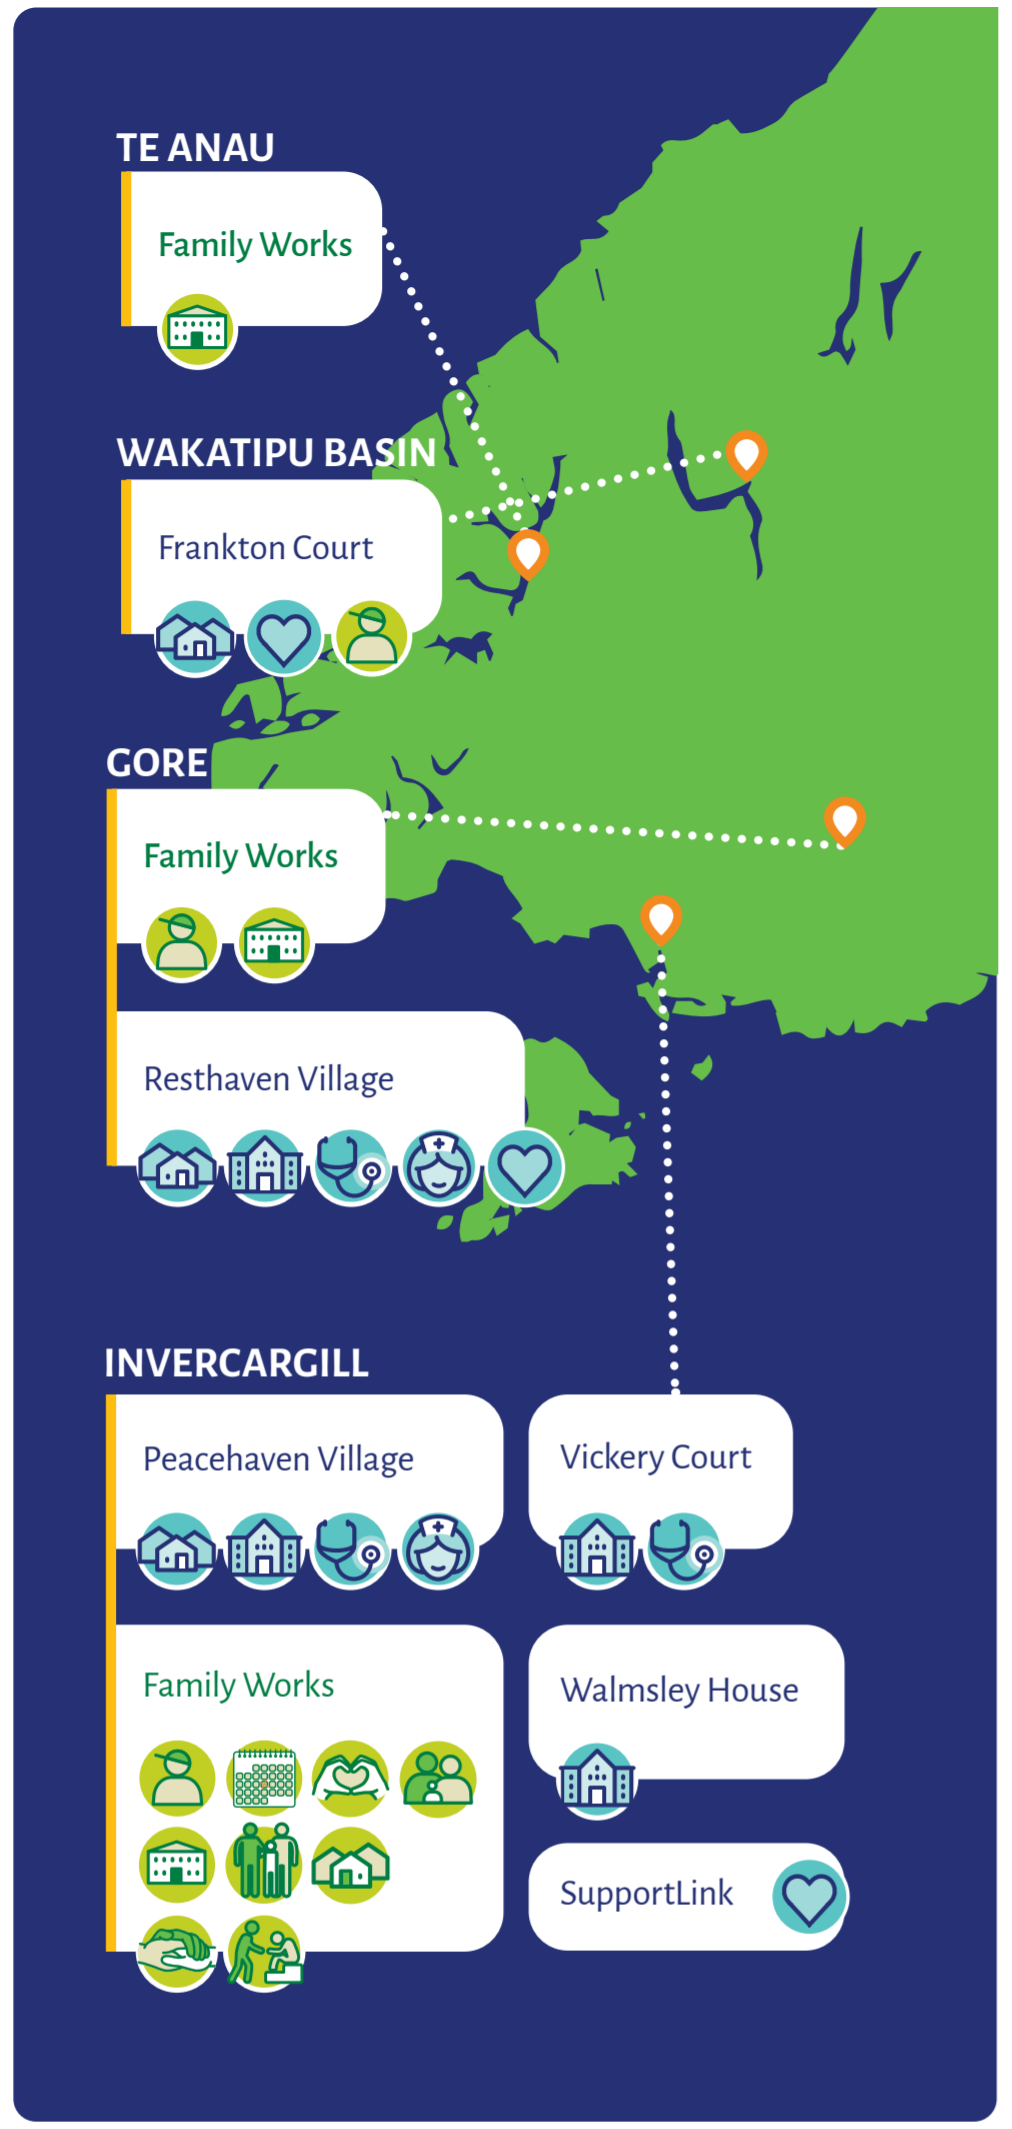 TE ANAU
Family Works
WAKATIPU BASIN
Frankton Court
GORE
Family Works
Resthaven Village
INVERCARGILL
Peacehaven Village
Vickery Court
Family Works
Walmsley House
SupportLink